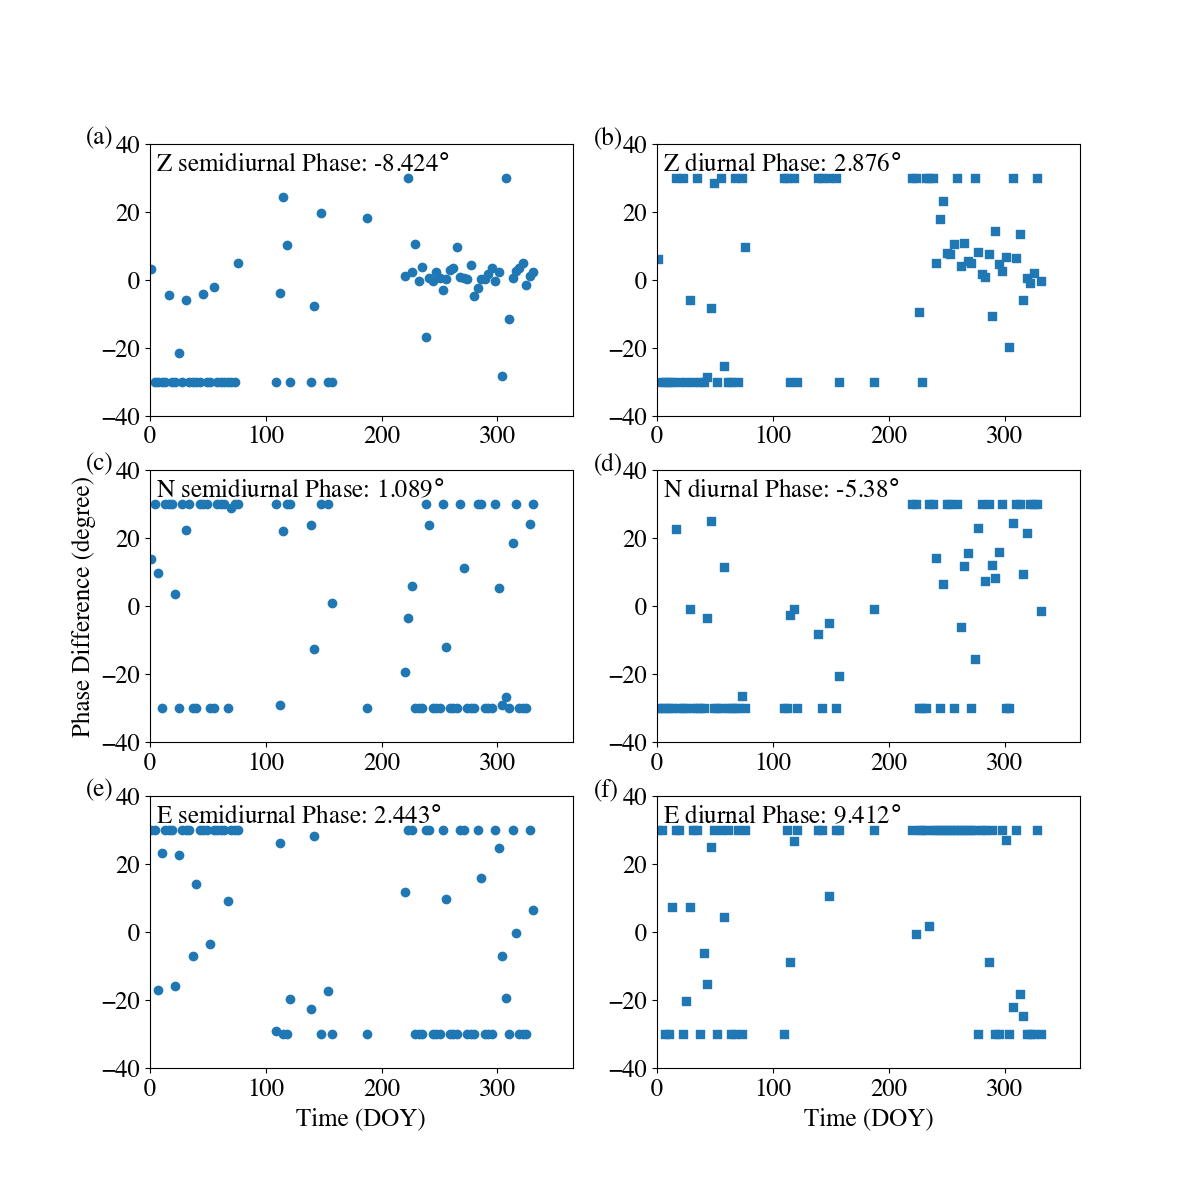 (a)
Z semidiurnal Phase: -8.424°
40
20
0
−20
−40
0 100 200 300
(b)
Z diurnal Phase: 2.876°
40
20
0
−20
−40
0 100 200 300
(c)
N semidiurnal Phase: 1.089°
40
20
0
−20
−40
0 100 200 300
Phase Difference (degree)
(d)
N diurnal Phase: -5.38°
40
20
0
−20
−40
0 100 200 300
(e)
E semidiurnal Phase: 2.443°
40
20
0
−20
−40
0 100 200 300
Time (DOY)
(f)
E diurnal Phase: 9.412°
40
20
0
−20
−40
0 100 200 300
Time (DOY)